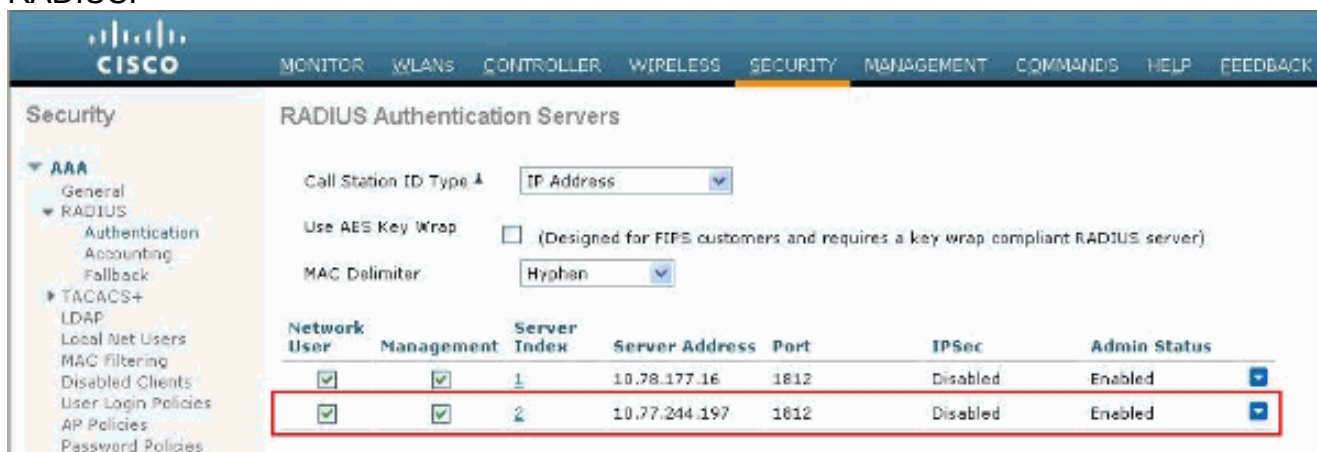 CISCO
MONITOR WLANs CONTROLLER WIRELESS SECURITY MANAGEMENT COMMANDS HELP FEEDBACK
Security
AAA
General
RADIUS
Authentication
Accounting
Fallback
TACACS+
LDAP
Local Net Users
MAC Filtering
Disabled Clients
User Login Policies
AP Policies
Password Policies
RADIUS Authentication Servers
Call Station ID Type IP Address
Use AES Key Wrap (Designed for FIPS customers and requires a key wrap compliant RADIUS server)
MAC Delimiter Hyphen
Network User Management Server Index Server Address Port IPSec Admin Status
1 10.78.177.16 1812 Disabled Enabled
2 10.77.244.197 1812 Disabled Enabled